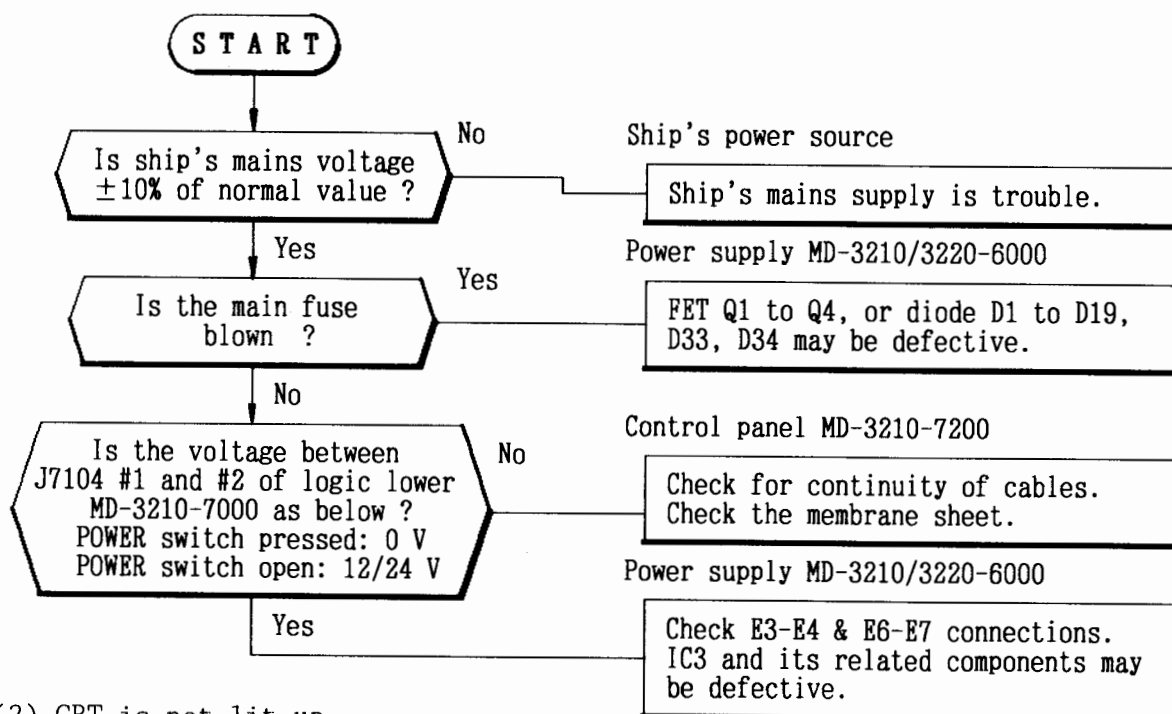 START
Is ship's mains voltage
±10% of normal value ?
No
Ship's power source
Ship's mains supply is trouble.
Yes
Is the main fuse
blown ?
Yes
Power supply MD-3210/3220-6000
FET Q1 to Q4, or diode D1 to D19,
D33, D34 may be defective.
No
Is the voltage between
J7104 #1 and #2 of logic lower
MD-3210-7000 as below ?
POWER switch pressed: 0 V
POWER switch open: 12/24 V
No
Control panel MD-3210-7200
Check for continuity of cables.
Check the membrane sheet.
Yes
Power supply MD-3210/3220-6000
Check E3-E4 & E6-E7 connections.
IC3 and its related components may
be defective.
CRT is not lit up